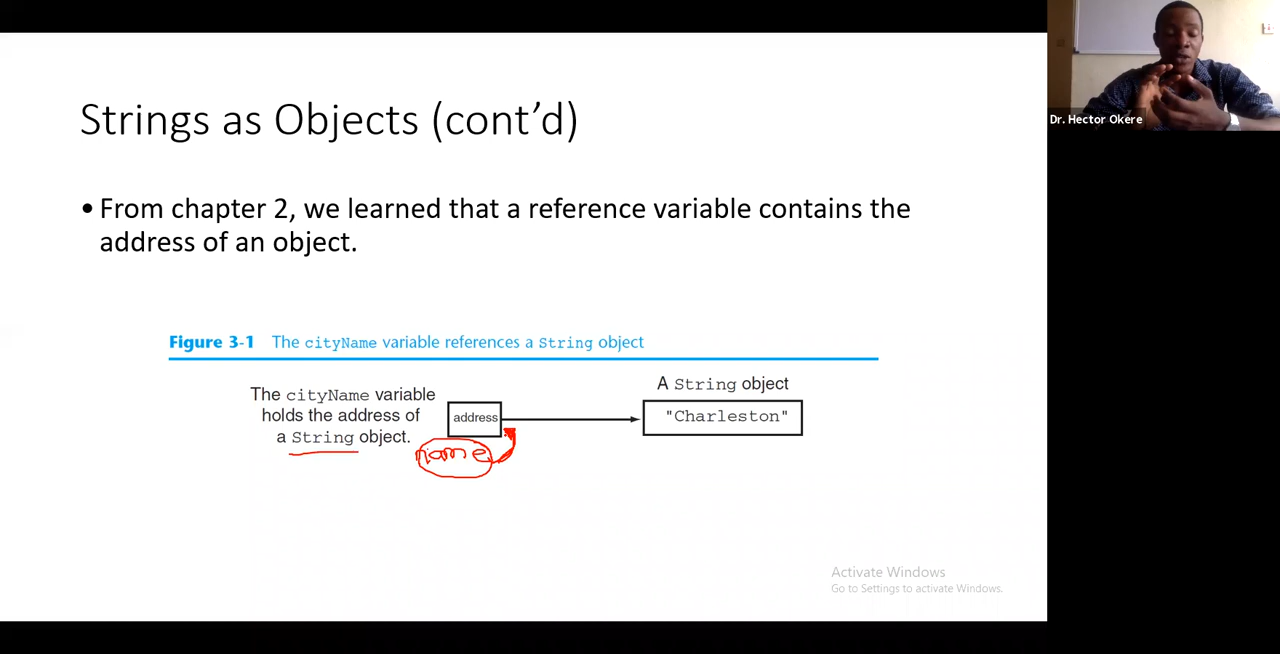 Strings as Objects (cont’d)
• From chapter 2, we learned that a reference variable contains the
address of an object.
Figure 3-1 The cityName variable references a String object
The cityName variable
holds the address of
a String object.
address
name
A String object
"Charleston"
Activate Windows
Go to Settings to activate Windows.
Dr. Hector Okere